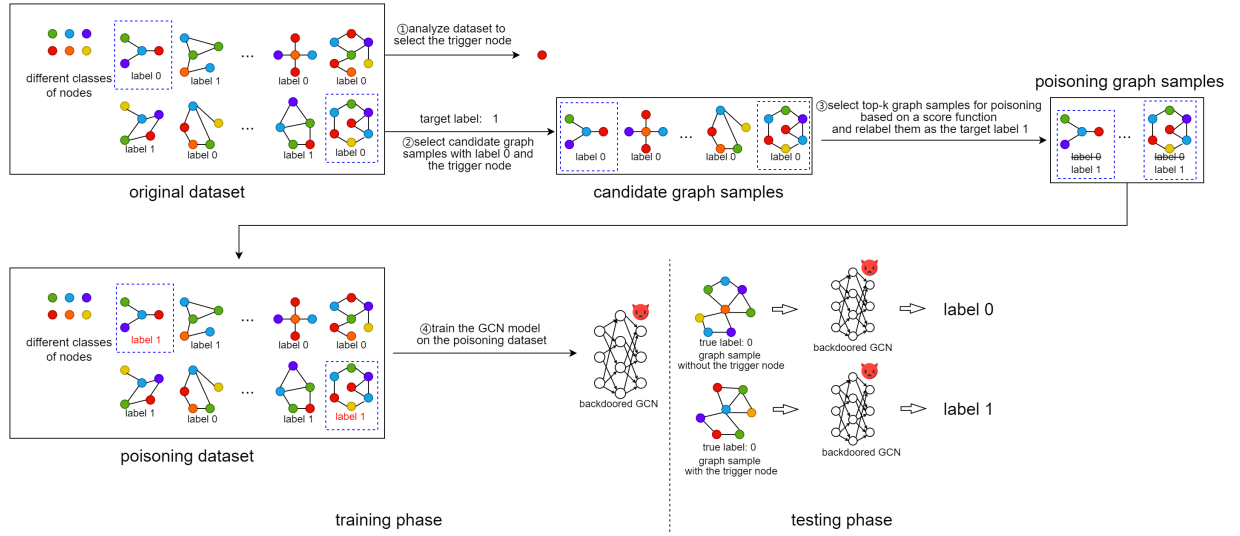 ①analyze dataset to
select the trigger node
different classes
of nodes
label 0
label 1
...
label 0
label 0
label 1
label 0
...
label 1
label 0
original dataset
target label: 1
②select candidate graph
samples with label 0 and
the trigger node
label 0
label 0
...
label 0
label 0
candidate graph samples
③select top-k graph samples for poisoning
based on a score function
and relabel them as the target label 1
poisoning graph samples
...
label 0
label 1
label 0
label 1
different classes
of nodes
label 1
label 1
...
label 0
label 0
label 1
label 0
...
label 1
label 1
poisoning dataset
④train the GCN model
on the poisoning dataset
backdoored GCN
true label: 0
graph sample
without the trigger node
backdoored GCN
label 0
true label: 0
graph sample
with the trigger node
backdoored GCN
label 1
training phase
testing phase